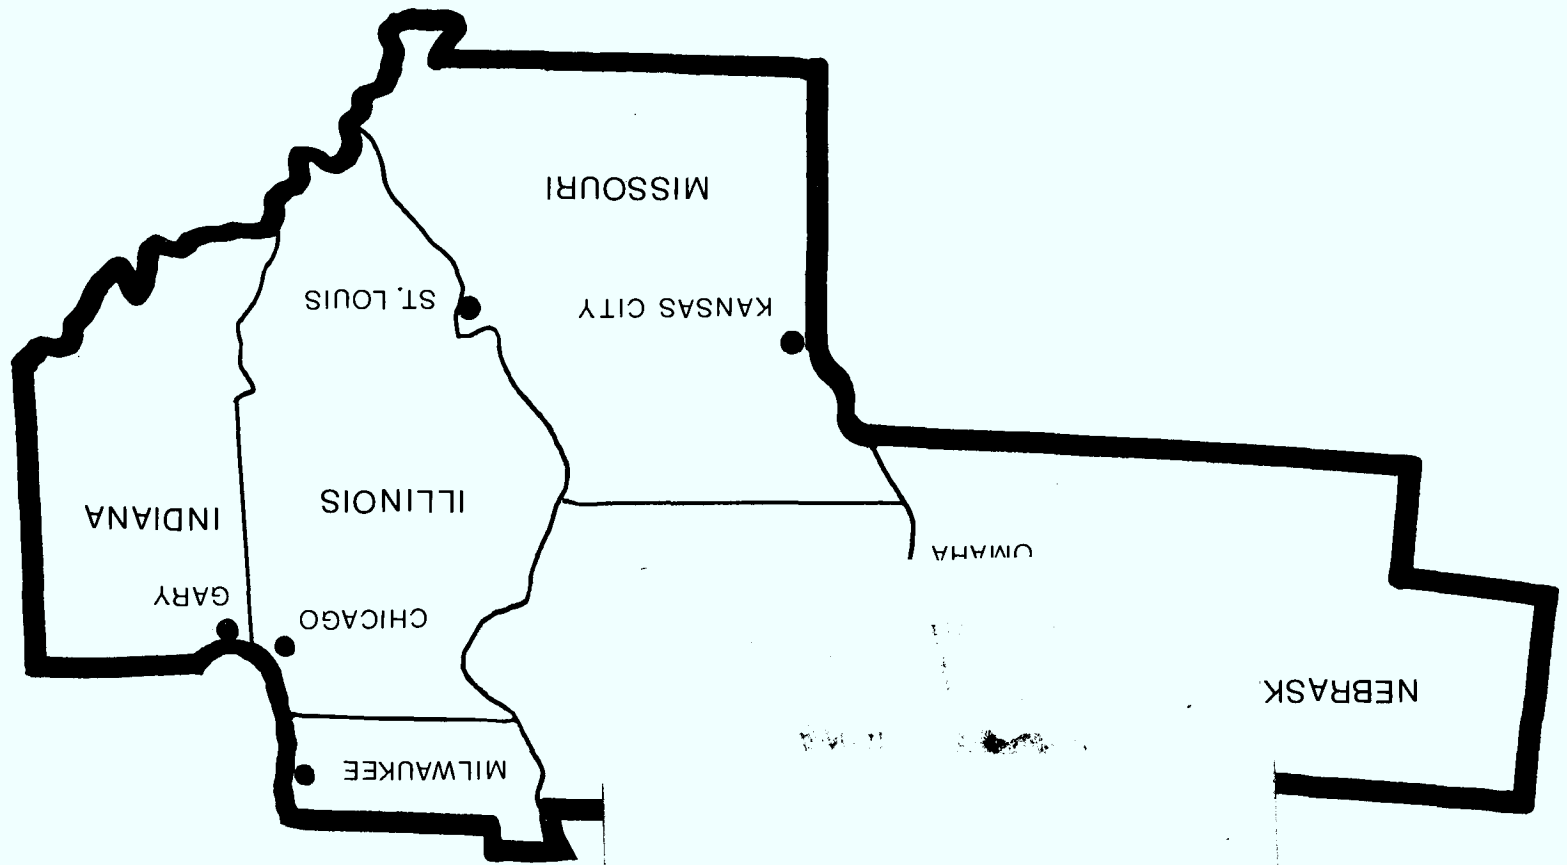 MILWAUKEE
NEBRASK
CHICAGO
GARY
OMAHA
INDIANA
ILLINOIS
KANSAS CITY
ST. LOUIS
MISSOURI